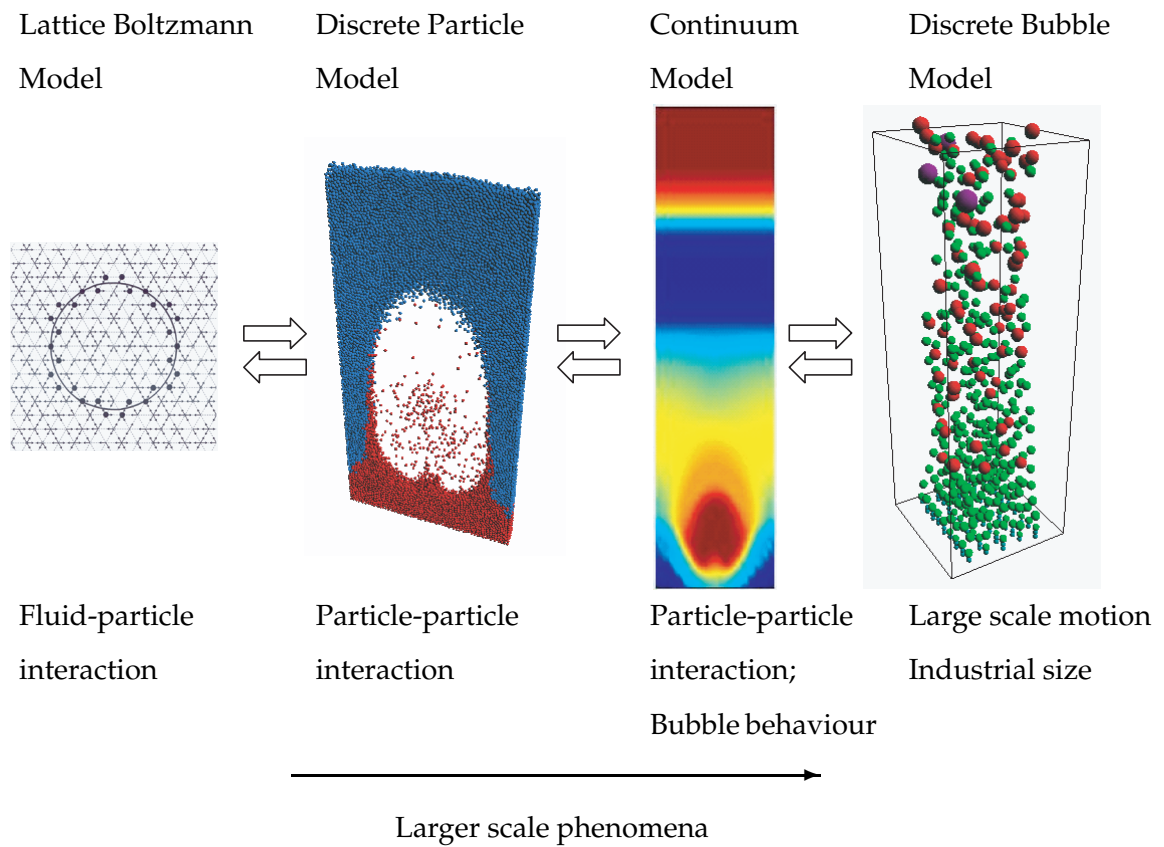 Lattice Boltzmann
Model
Discrete Particle
Model
Continuum
Model
Discrete Bubble
Model
Fluid-particle
interaction
Particle-particle
interaction
Particle-particle
interaction;
Bubble behaviour
Large scale motion
Industrial size
Larger scale phenomena